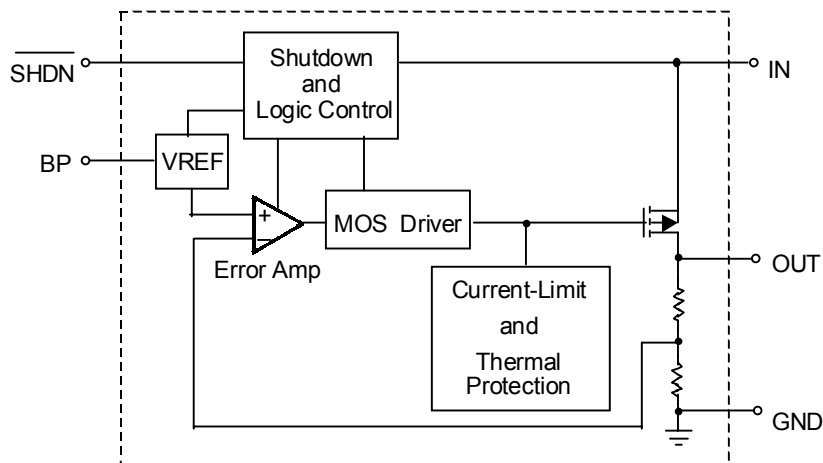 SHDN
BP
Shutdown
and
Logic Control
VREF
+
−
Error Amp
MOS Driver
Current-Limit
and
Thermal
Protection
IN
OUT
GND